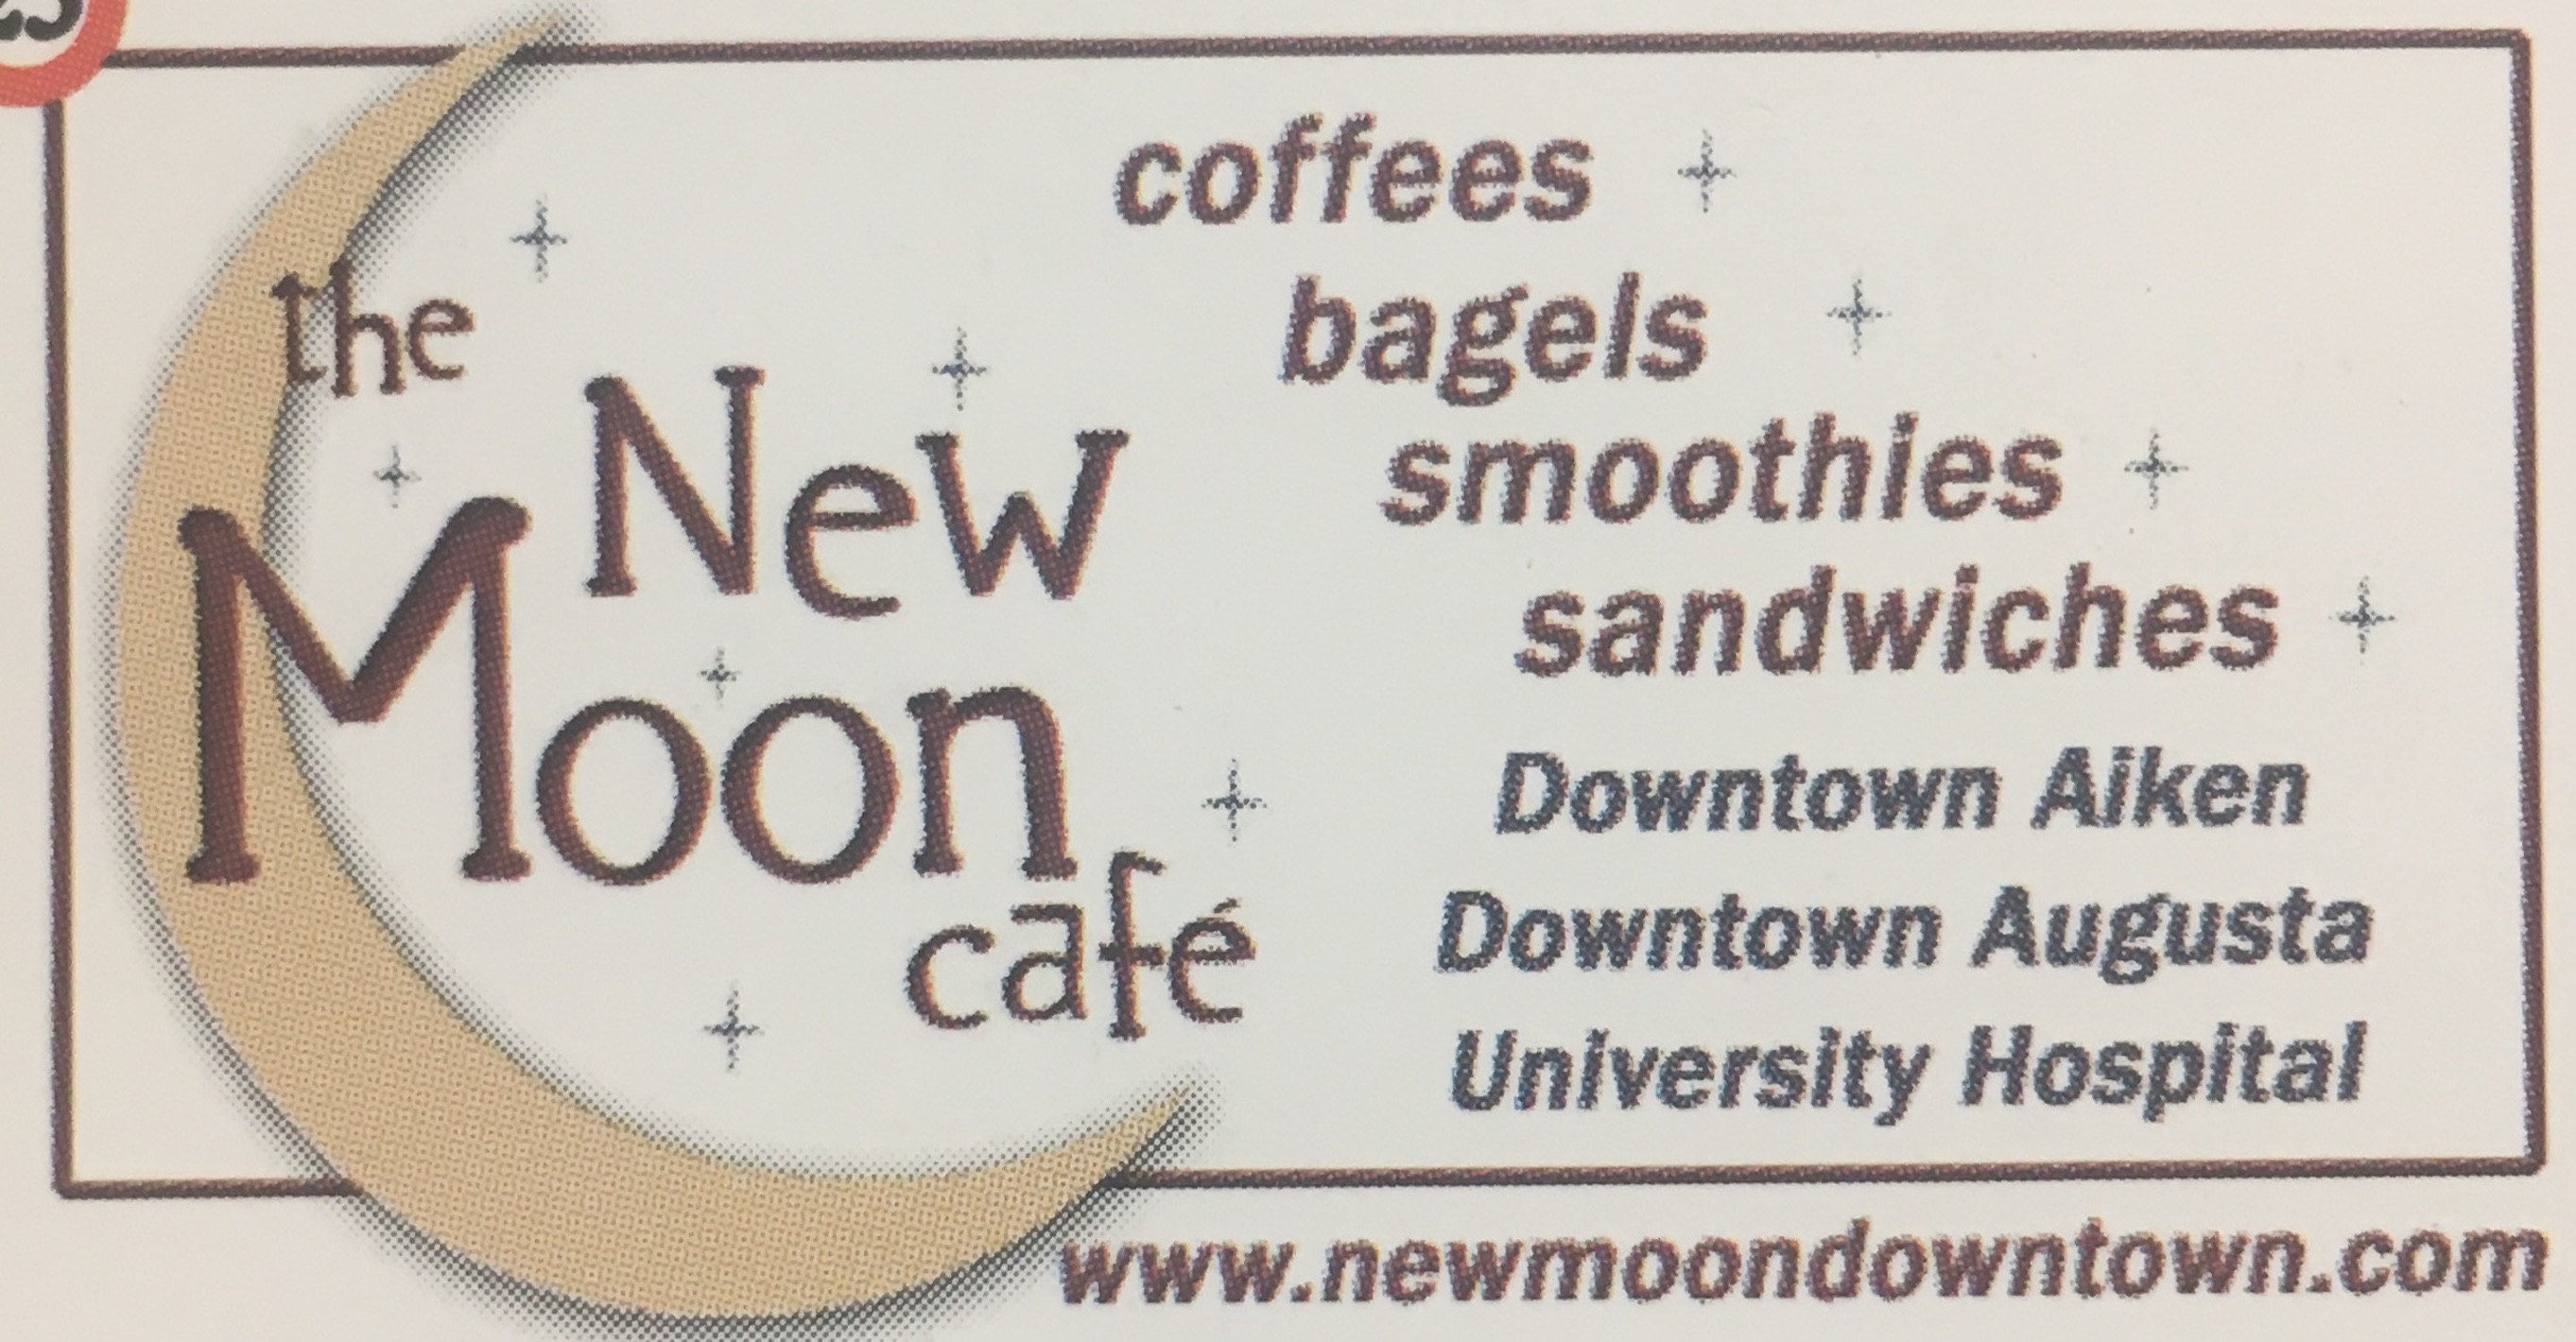 the
New
Moon
café
coffees
bagels
smoothies
sandwiches
Downtown Aiken
Downtown Augusta
University Hospital
www.newmoondowntown.com